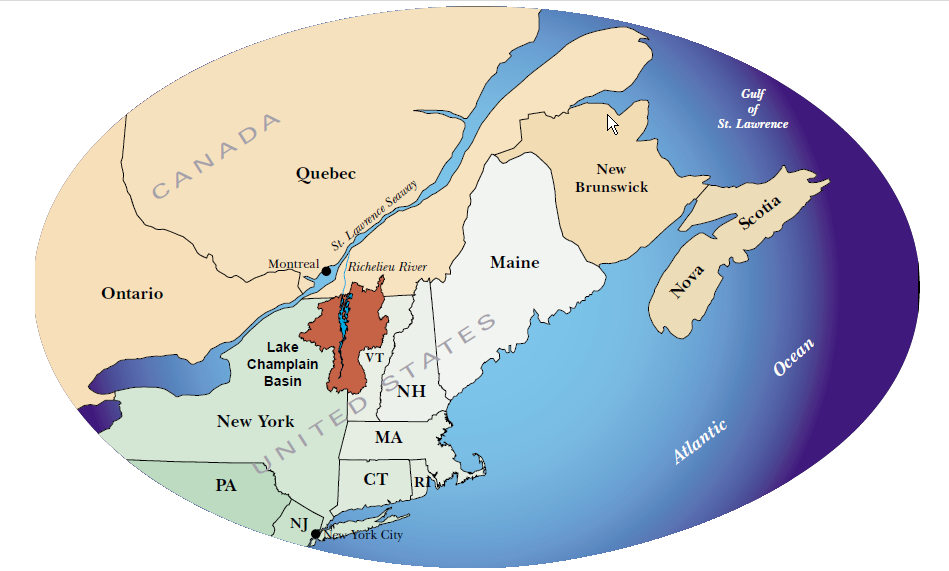 Gulf
of
St. Lawrence
CANADA
Quebec
New
Brunswick
St. Lawrence Seaway
Scotia
Nova
Montreal
Richelieu River
Maine
Ontario
Lake
Champlain
Basin
VT
UNITED STATES
NH
Ocean
Atlantic
New York
MA
PA
CT
RI
NJ
New York City